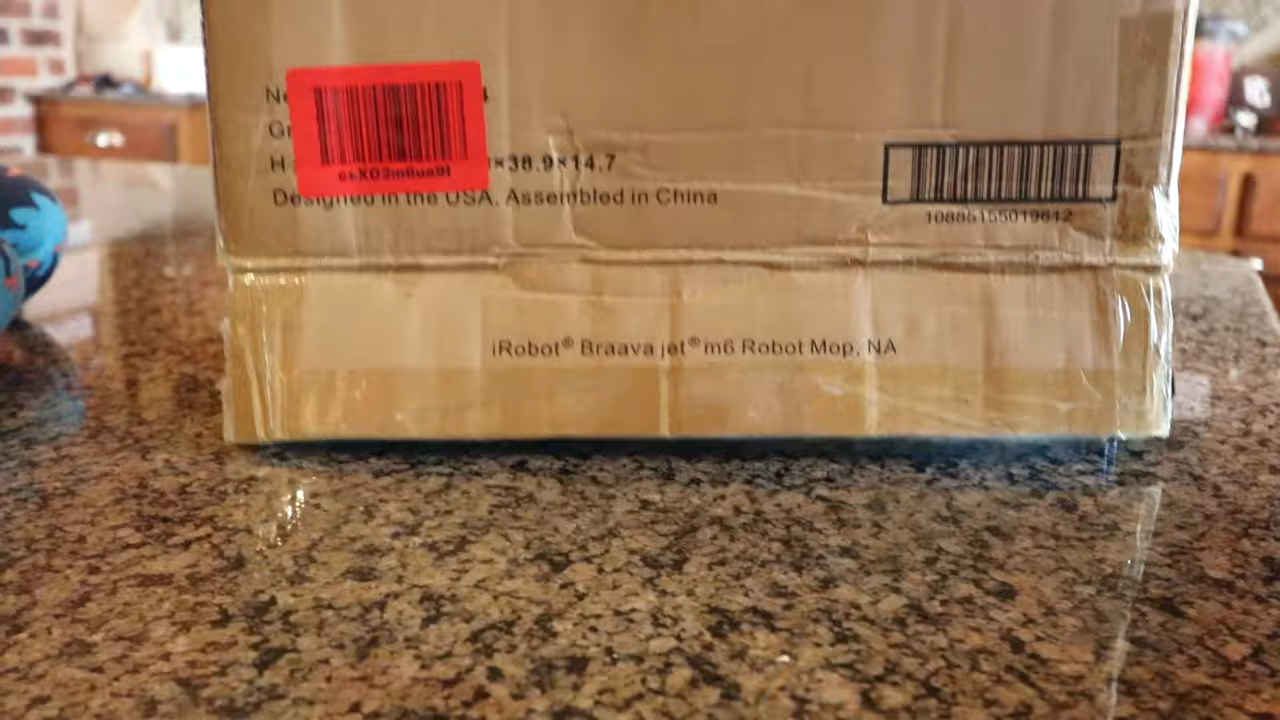 ×38.9×14.7
Designed in the USA. Assembled in China
10885155019612
iRobot® Braava jet® m6 Robot Mop, NA